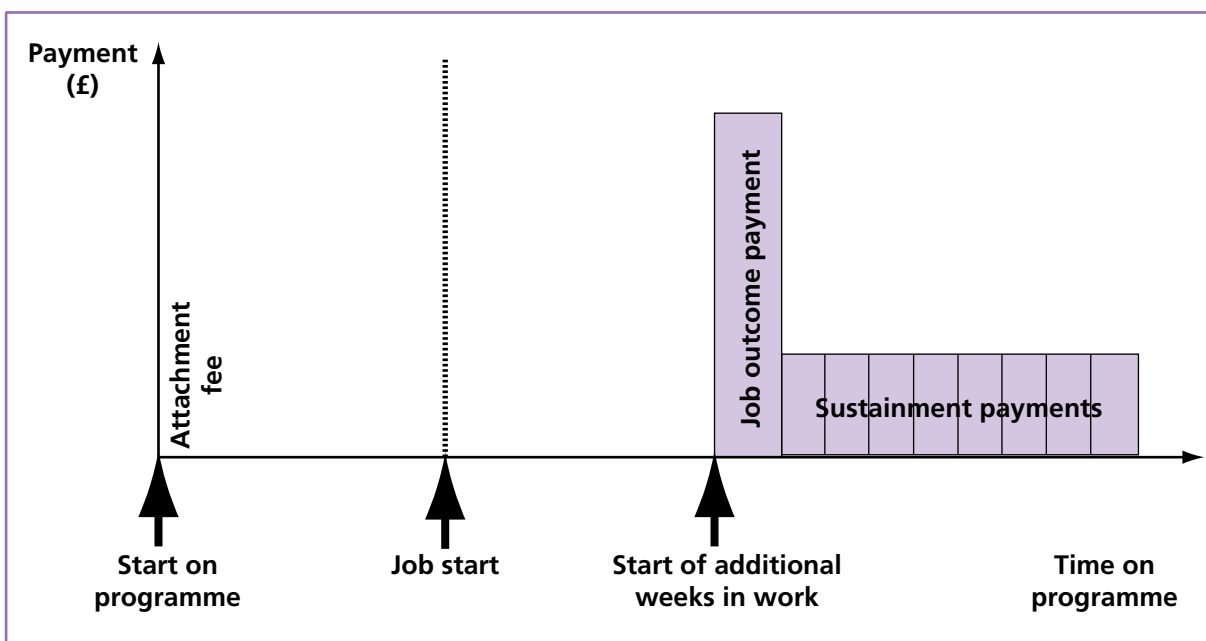 Payment
(£)
Attachment
fee
Job outcome payment
Sustainment payments
Start on
programme
Job start
Start of additional
weeks in work
Time on
programme